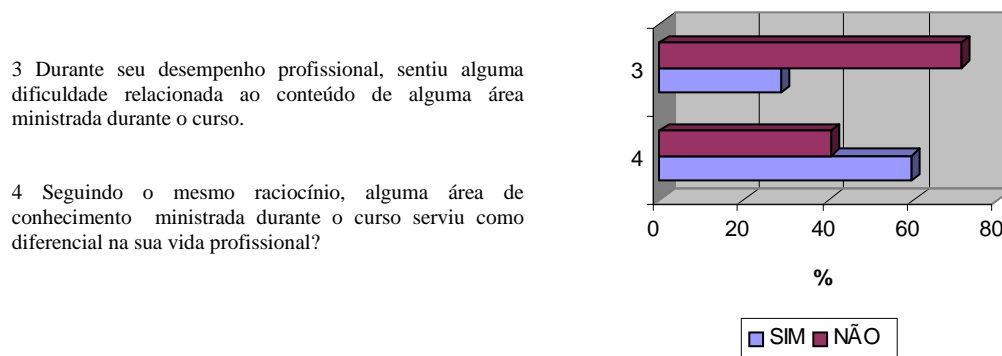 3 Durante seu desempenho profissional, sentiu alguma
dificuldade relacionada ao conteúdo de alguma área
ministrada durante o curso.
4 Seguindo o mesmo raciocínio, alguma área de
conhecimento ministrada durante o curso serviu como
diferencial na sua vida profissional?
3
4
0 20 40 60 80
%
SIM NÃO